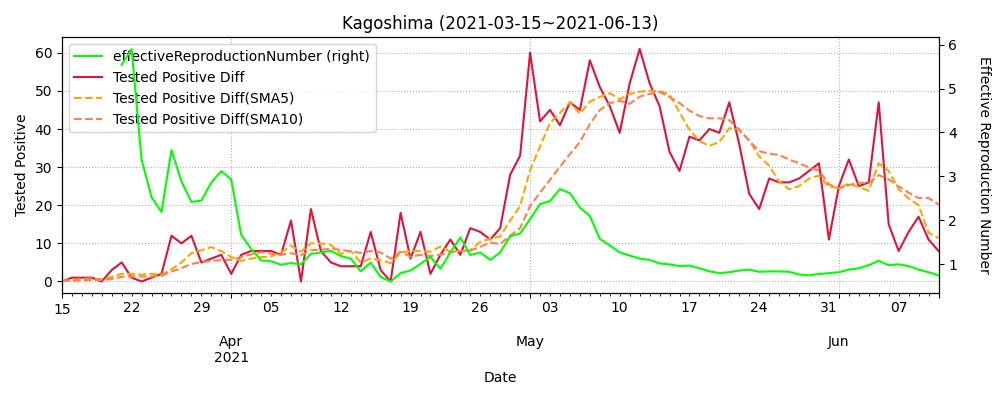 Kagoshima (2021-03-15~2021-06-13)
effectiveReproductionNumber (right)
Tested Positive Diff
Tested Positive Diff(SMA5)
Tested Positive Diff(SMA10)
Tested Positive
60
50
40
30
20
10
0
6
5
4
3
2
1
Effective Reproduction Number
15 22 29 05 12 19 26 03 10 17 24 31 07
Apr May Jun
2021
Date